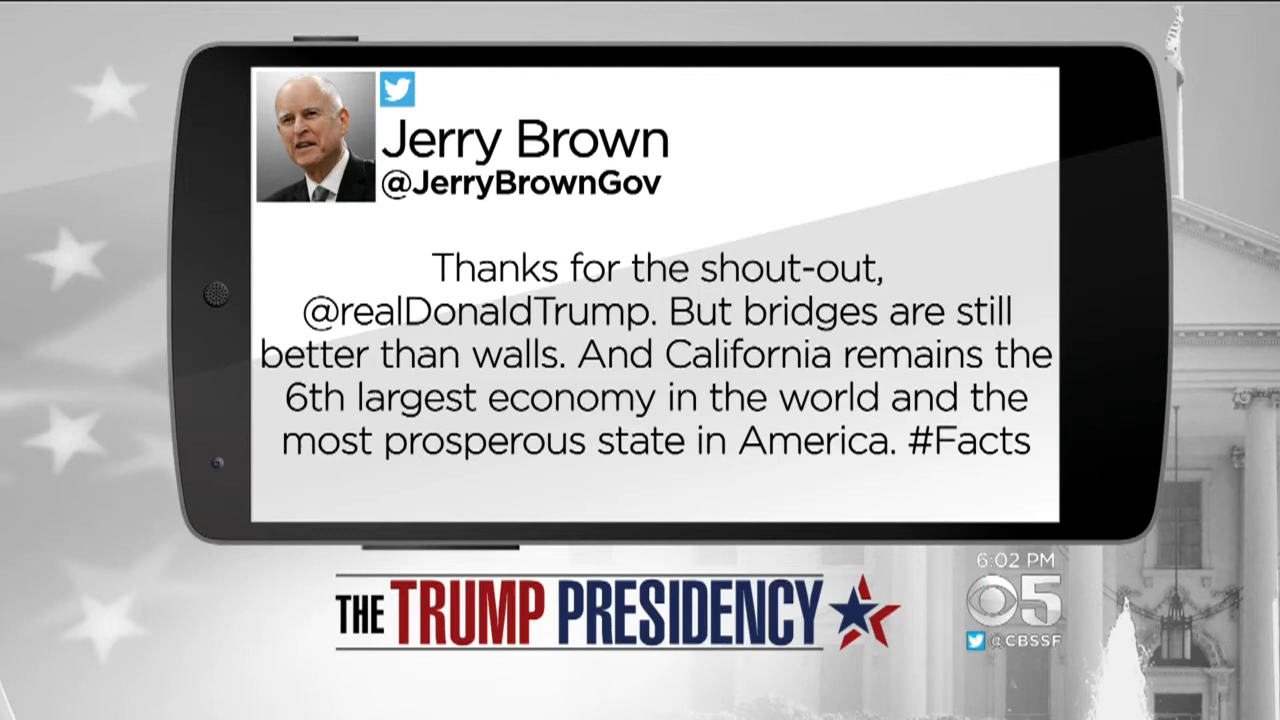 Jerry Brown
@JerryBrownGov
Thanks for the shout-out,
@realDonaldTrump. But bridges are still
better than walls. And California remains the
6th largest economy in the world and the
most prosperous state in America. #Facts
THE TRUMP PRESIDENCY
6:02 PM
5
@CBSSF